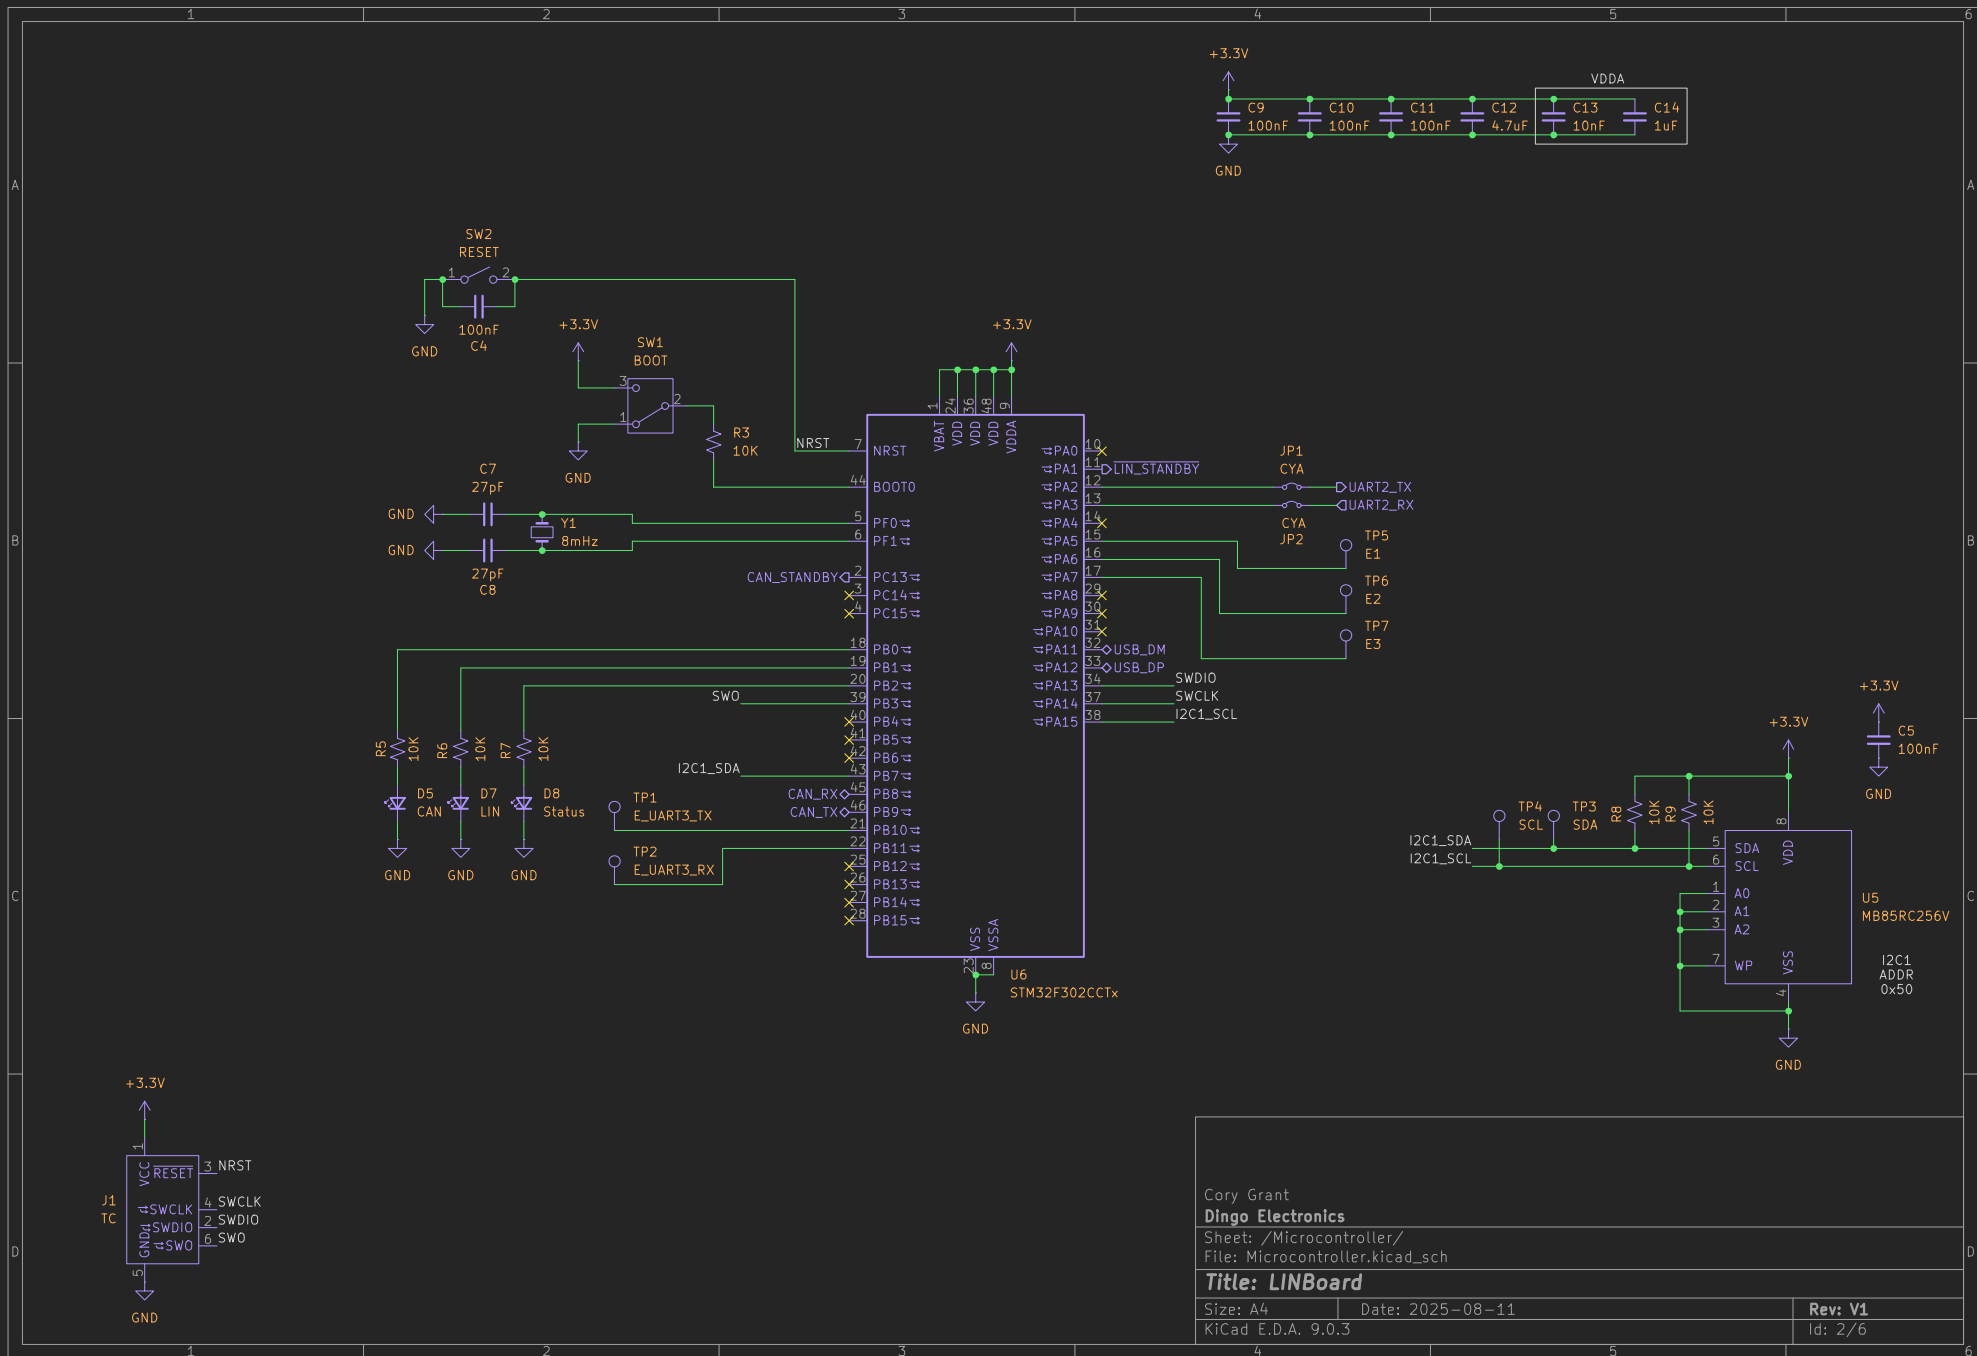 1 2 3 4 5 6
+3.3V
VDDA
C9 C10 C11 C12 C13 C14
100nF 100nF 100nF 4.7uF 10nF 1uF
GND
A A
SW2
RESET
1 2
100nF
C4
GND
+3.3V
SW1
BOOT
3
2
1
GND
R3
10K
NRST
+3.3V
1 24 36 48 9
VBAT VDD VDD VDD VDDA
7 NRST
44 BOOT0
5 PF0
6 PF1
CAN_STANDBY 2 PC13
3 PC14
4 PC15
18 PB0
19 PB1
20 PB2
SWO 39 PB3
40 PB4
41 PB5
42 PB6
I2C1_SDA 43 PB7
CAN_RX 45 PB8
CAN_TX 46 PB9
21 PB10
22 PB11
25 PB12
26 PB13
27 PB14
28 PB15
PA0 10
PA1 11 LIN_STANDBY
PA2 12
PA3 13
PA4 14
PA5 15
PA6 16
PA7 17
PA8 29
PA9 30
PA10 31
PA11 32 USB_DM
PA12 33 USB_DP
PA13 34 SWDIO
PA14 37 SWCLK
PA15 38 I2C1_SCL
VSS VSSA
23 8
GND
U6
STM32F302CCTx
C7
27pF
GND
Y1
8mHz
GND
27pF
C8
B B
JP1
CYA
UART2_TX
UART2_RX
CYA
JP2
TP5
E1
TP6
E2
TP7
E3
R5 10K R6 10K R7 10K
D5 D7 D8
CAN LIN Status
GND GND GND
TP1
E_UART3_TX
TP2
E_UART3_RX
+3.3V
C5
100nF
GND
+3.3V
R8 10K R9 10K
TP4 TP3
SCL SDA
I2C1_SDA
I2C1_SCL
8
VDD
5 SDA
6 SCL
1 A0
2 A1
3 A2
7 WP
VSS
4
GND
U5
MB85RC256V
I2C1
ADDR
0x50
C C
+3.3V
1
VCC
RESET 3 NRST
SWCLK 4 SWCLK
SWDIO 2 SWDIO
SWO 6 SWO
GND
5
J1
TC
GND
D D
Cory Grant
Dingo Electronics
Sheet: /Microcontroller/
File: Microcontroller.kicad_sch
Title: LINBoard
Size: A4 Date: 2025-08-11 Rev: V1
KiCad E.D.A. 9.0.3 Id: 2/6
1 2 3 4 5 6